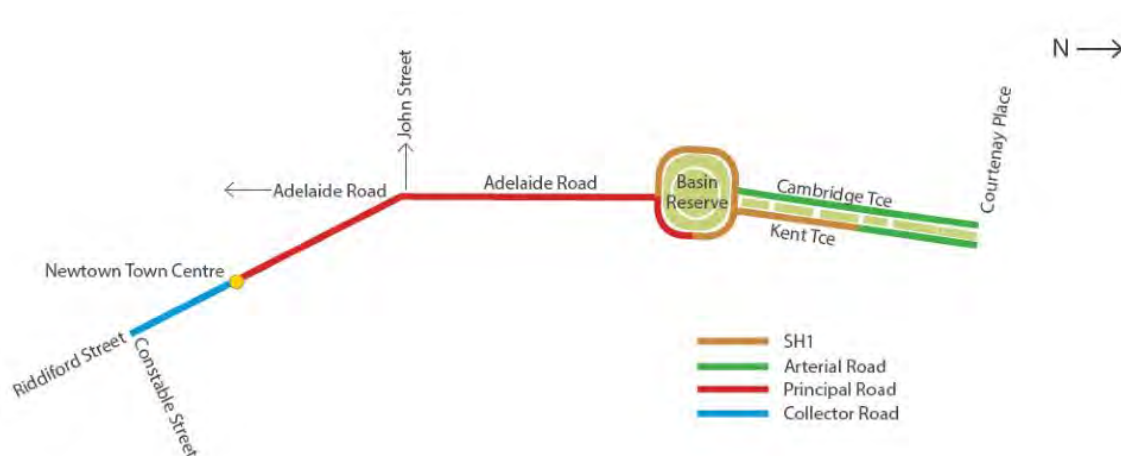 N
John Street
Courtenay Place
Adelaide Road
Adelaide Road
Basin
Reserve
Cambridge Tce
Kent Tce
Newtown Town Centre
Riddiford Street
Constable Street
SH1
Arterial Road
Principal Road
Collector Road